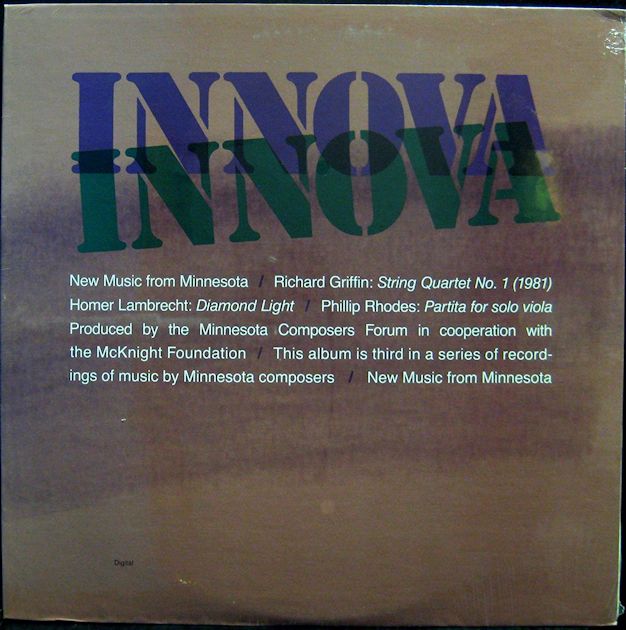 INNOVA
INNOVA
New Music from Minnesota / Richard Griffin: String Quartet No. 1 (1981)
Homer Lambrecht: Diamond Light / Phillip Rhodes: Partita for solo viola
Produced by the Minnesota Composers Forum in cooperation with
the McKnight Foundation / This album is third in a series of record-
ings of music by Minnesota composers / New Music from Minnesota
Digital